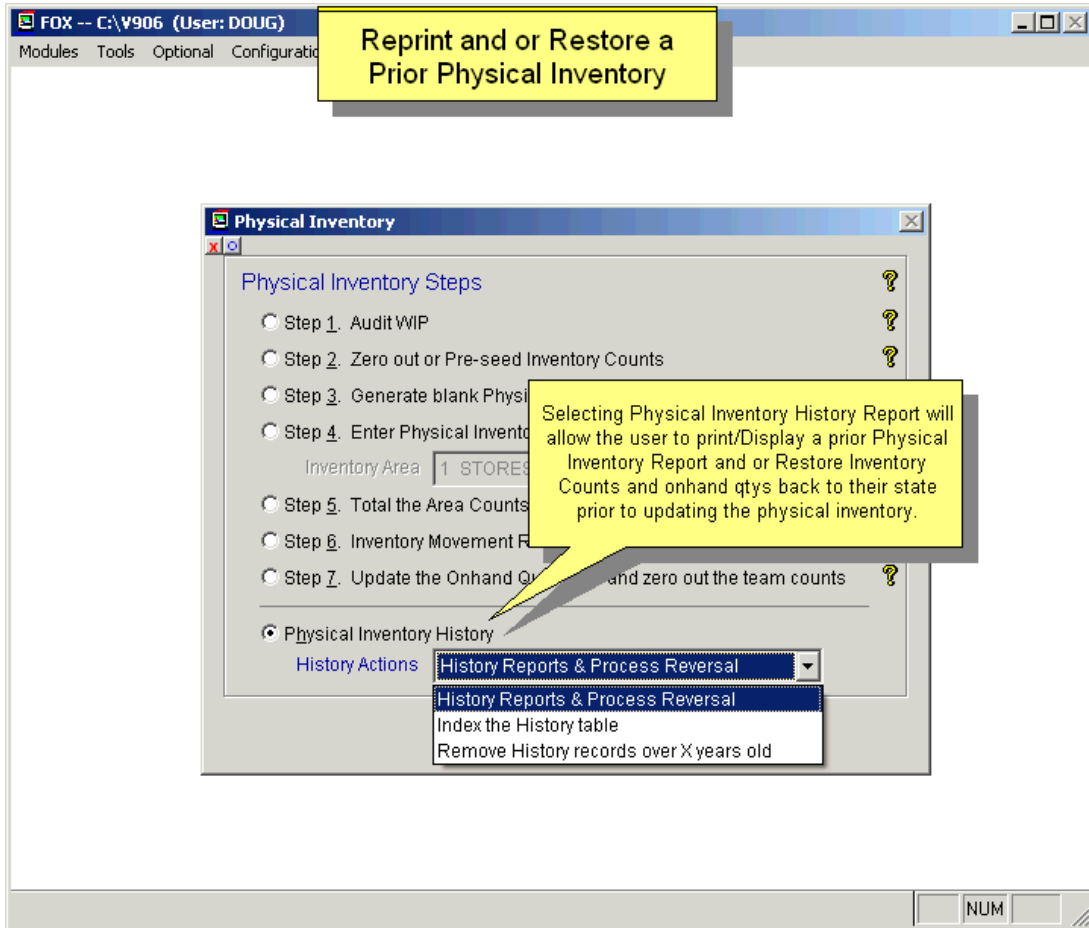 FOX -- C:\V906 (User: DOUG)
Modules Tools Optional Configuratio
Reprint and or Restore a
Prior Physical Inventory
Physical Inventory
Physical Inventory Steps
Step 1. Audit WIP
Step 2. Zero out or Pre-seed Inventory Counts
Step 3. Generate blank Physi
Step 4. Enter Physical Invento
Inventory Area 1 STORES
Step 5. Total the Area Counts
Step 6. Inventory Movement R
Step 7. Update the Onhand Qu and zero out the team counts
Selecting Physical Inventory History Report will
allow the user to print/Display a prior Physical
Inventory Report and or Restore Inventory
Counts and onhand qtys back to their state
prior to updating the physical inventory.
Physical Inventory History
History Actions History Reports & Process Reversal
History Reports & Process Reversal
Index the History table
Remove History records over X years old
NUM